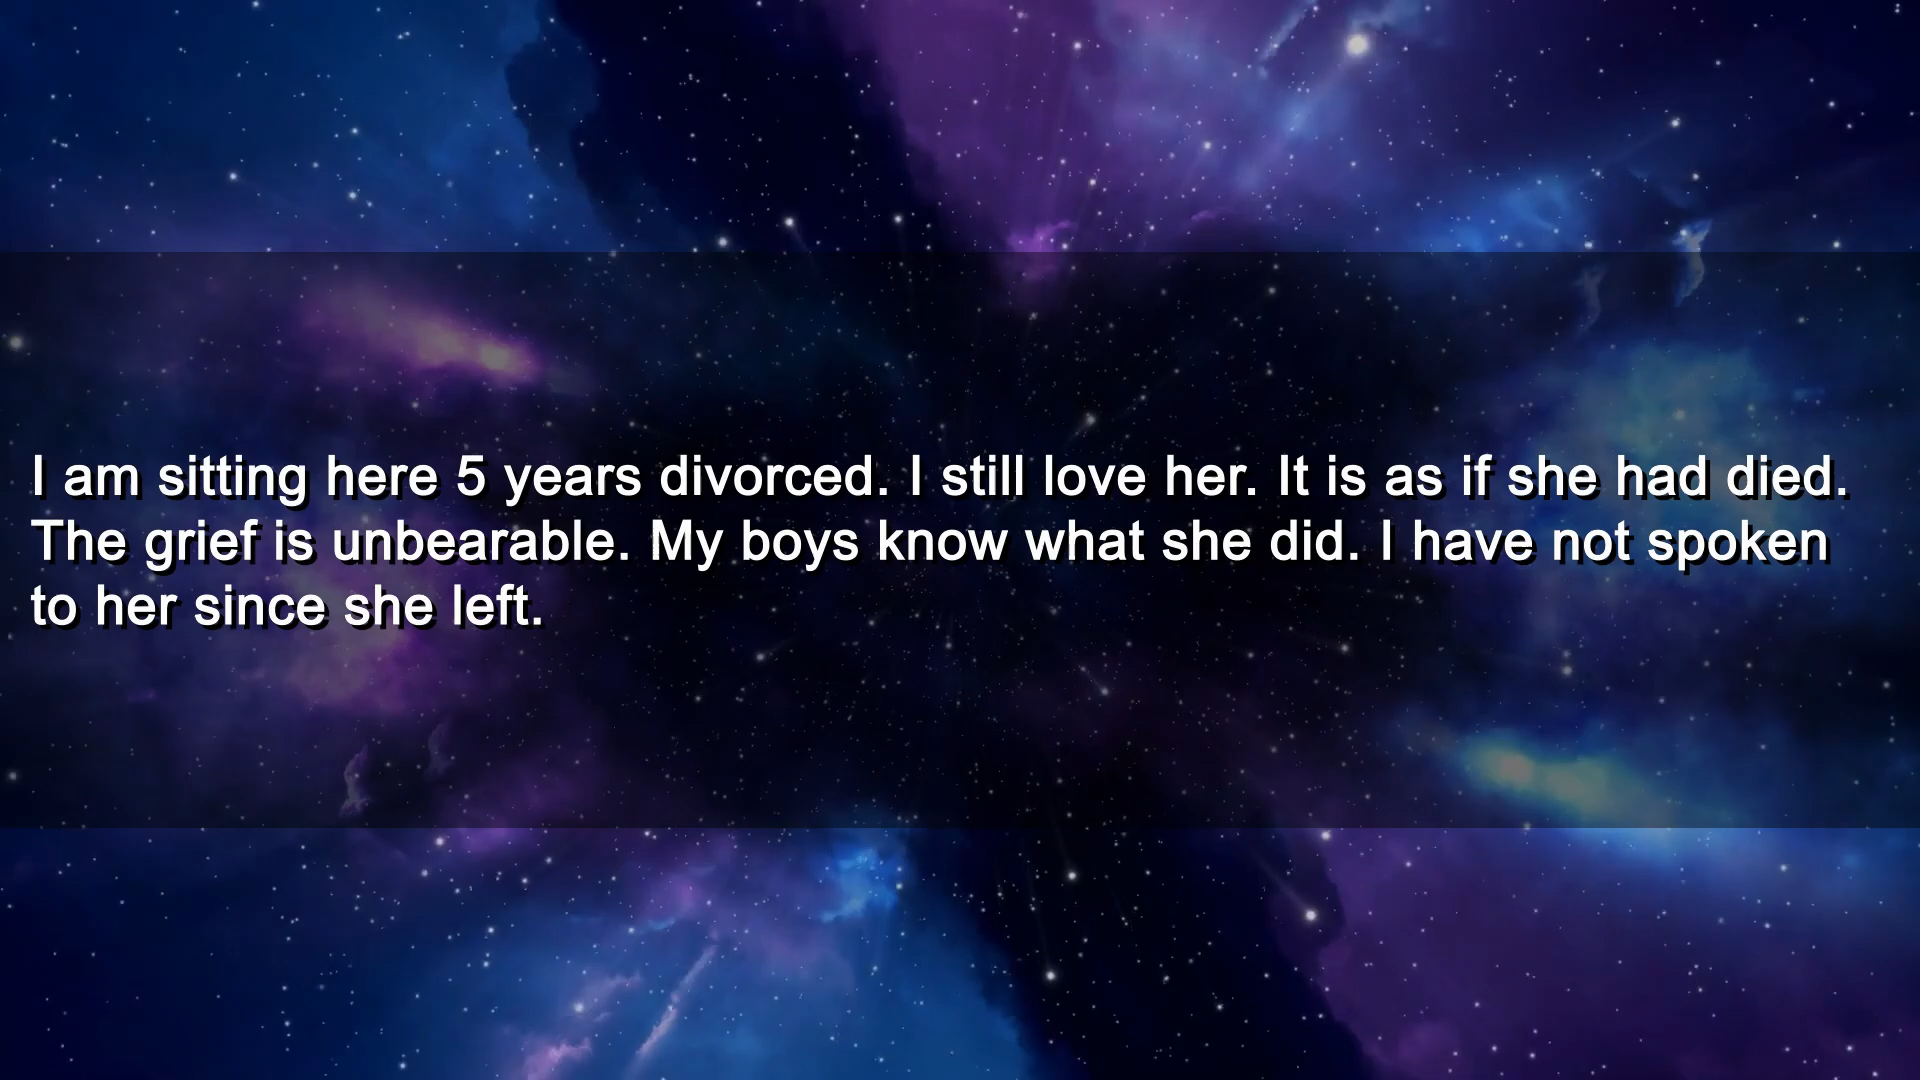 I am sitting here 5 years divorced. I still love her. It is as if she had died.
The grief is unbearable. My boys know what she did. I have not spoken
to her since she left.